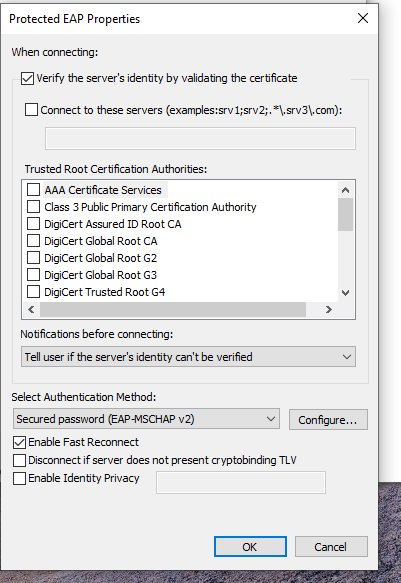 Protected EAP Properties
When connecting:
Verify the server's identity by validating the certificate
Connect to these servers (examples:srv1;srv2;.*\.srv3\.com):
Trusted Root Certification Authorities:
AAA Certificate Services
Class 3 Public Primary Certification Authority
DigiCert Assured ID Root CA
DigiCert Global Root CA
DigiCert Global Root G2
DigiCert Global Root G3
DigiCert Trusted Root G4
Notifications before connecting:
Tell user if the server's identity can't be verified
Select Authentication Method:
Secured password (EAP-MSCHAP v2)
Configure...
Enable Fast Reconnect
Disconnect if server does not present cryptobinding TLV
Enable Identity Privacy
OK
Cancel